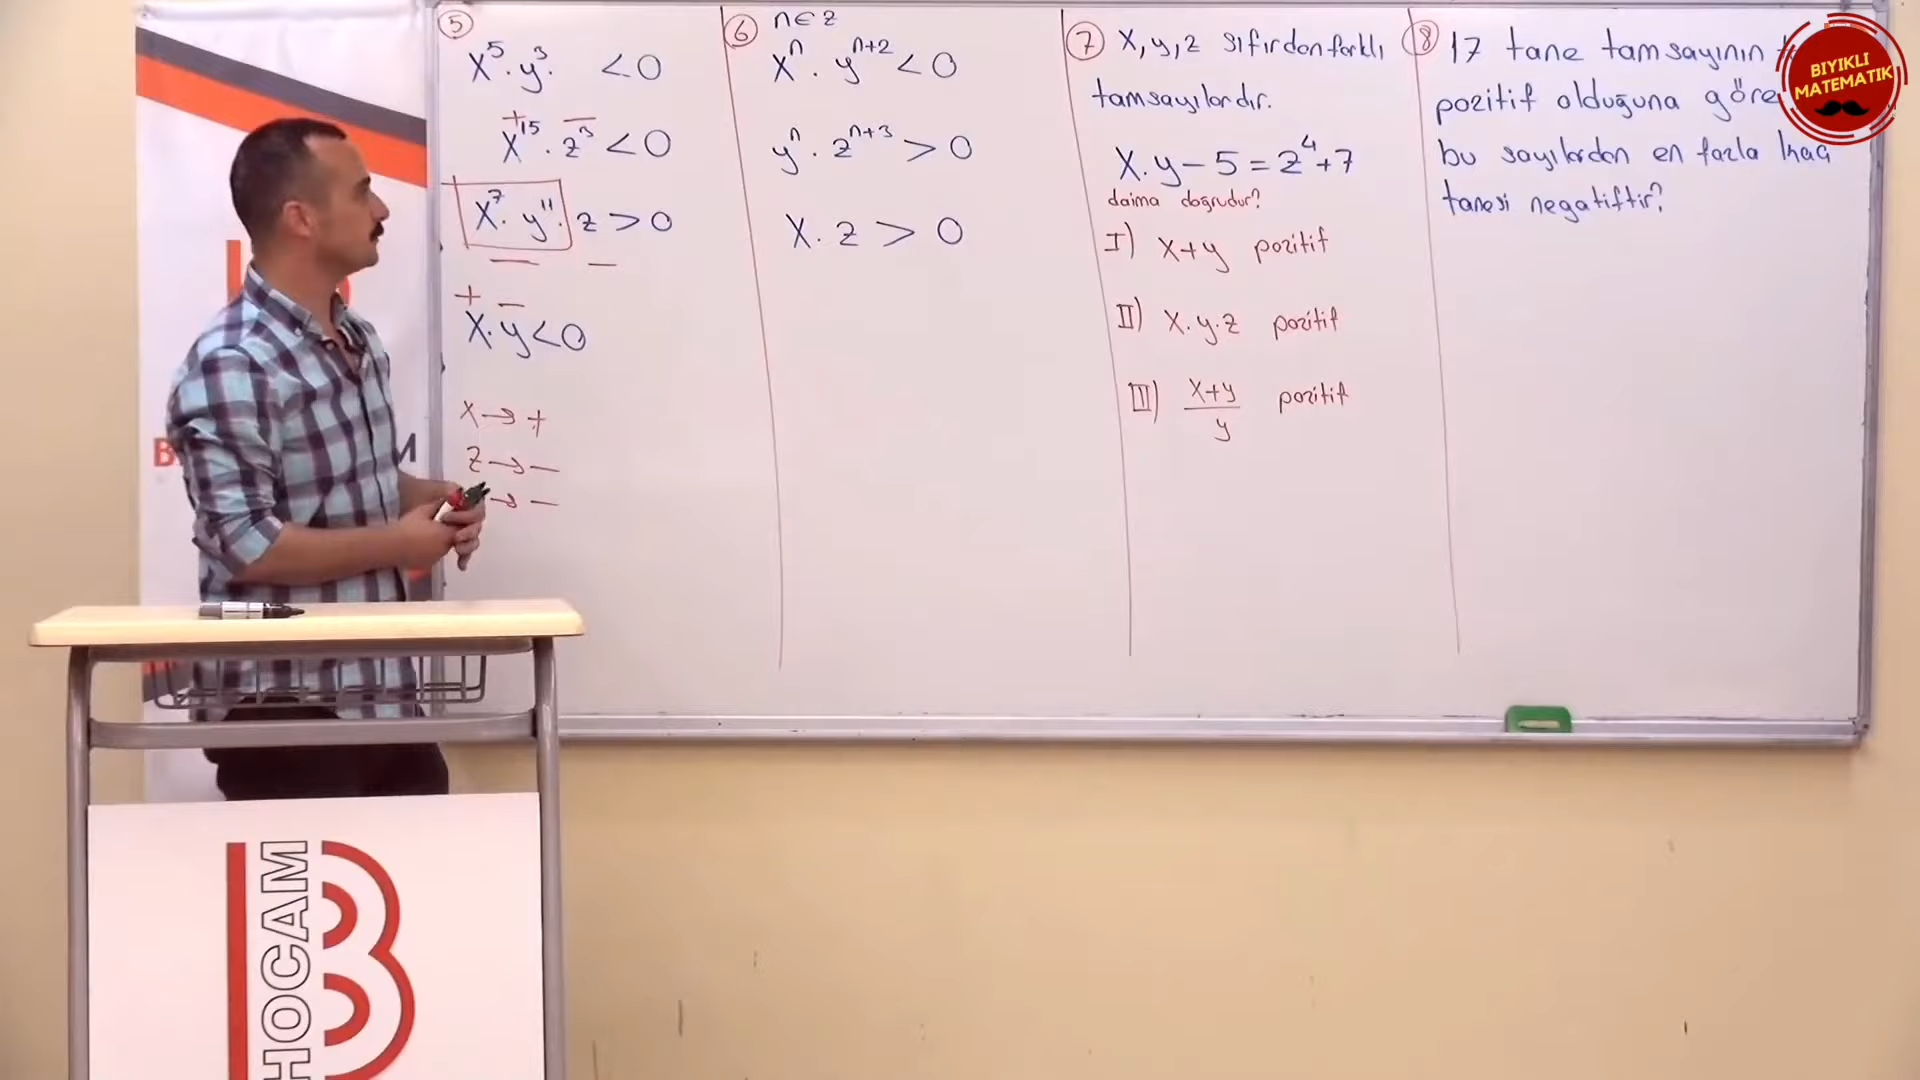 5
x⁵.y³. <0
+ —
x¹⁵.z³<0
x⁷.y¹¹.z>0
— —
+ —
x.y<0
x→+
z→—
→—
6 n∈z
xⁿ.yⁿ⁺²<0
yⁿ.zⁿ⁺³>0
x.z>0
7 x,y,z sıfırdan farklı
tamsayılardır.
x.y-5=z⁴+7
daima doğrudur?
I) x+y pozitif
II) x.y.z pozitif
III) x+y/y pozitif
8 17 tane tamsayının
pozitif olduğuna göre
bu sayılardan en fazla kaç
tanesi negatiftir?
BIYIKLI
MATEMATİK
B
M
HOCAM